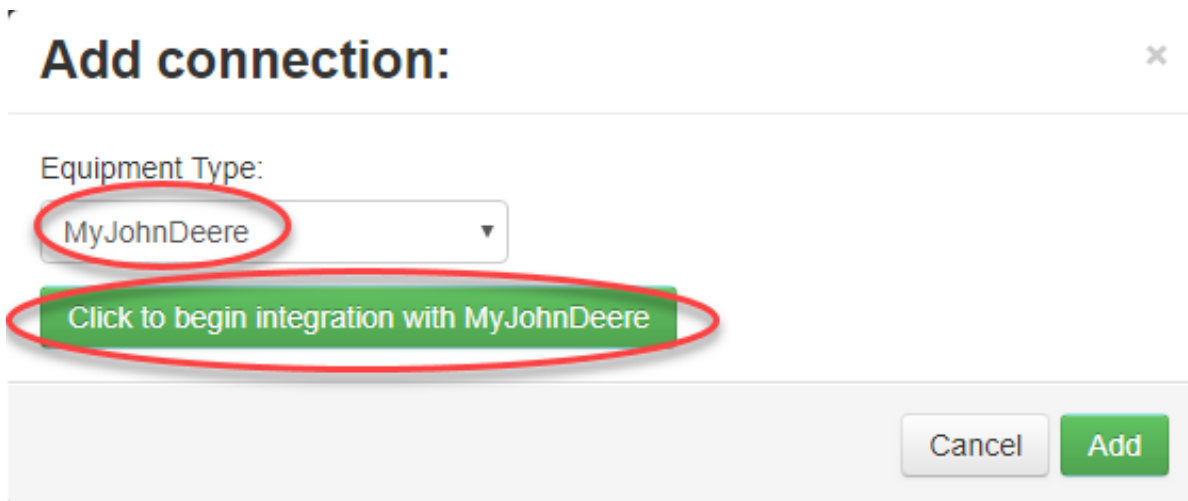 Add connection:
Equipment Type:
MyJohnDeere
Click to begin integration with MyJohnDeere
Cancel
Add